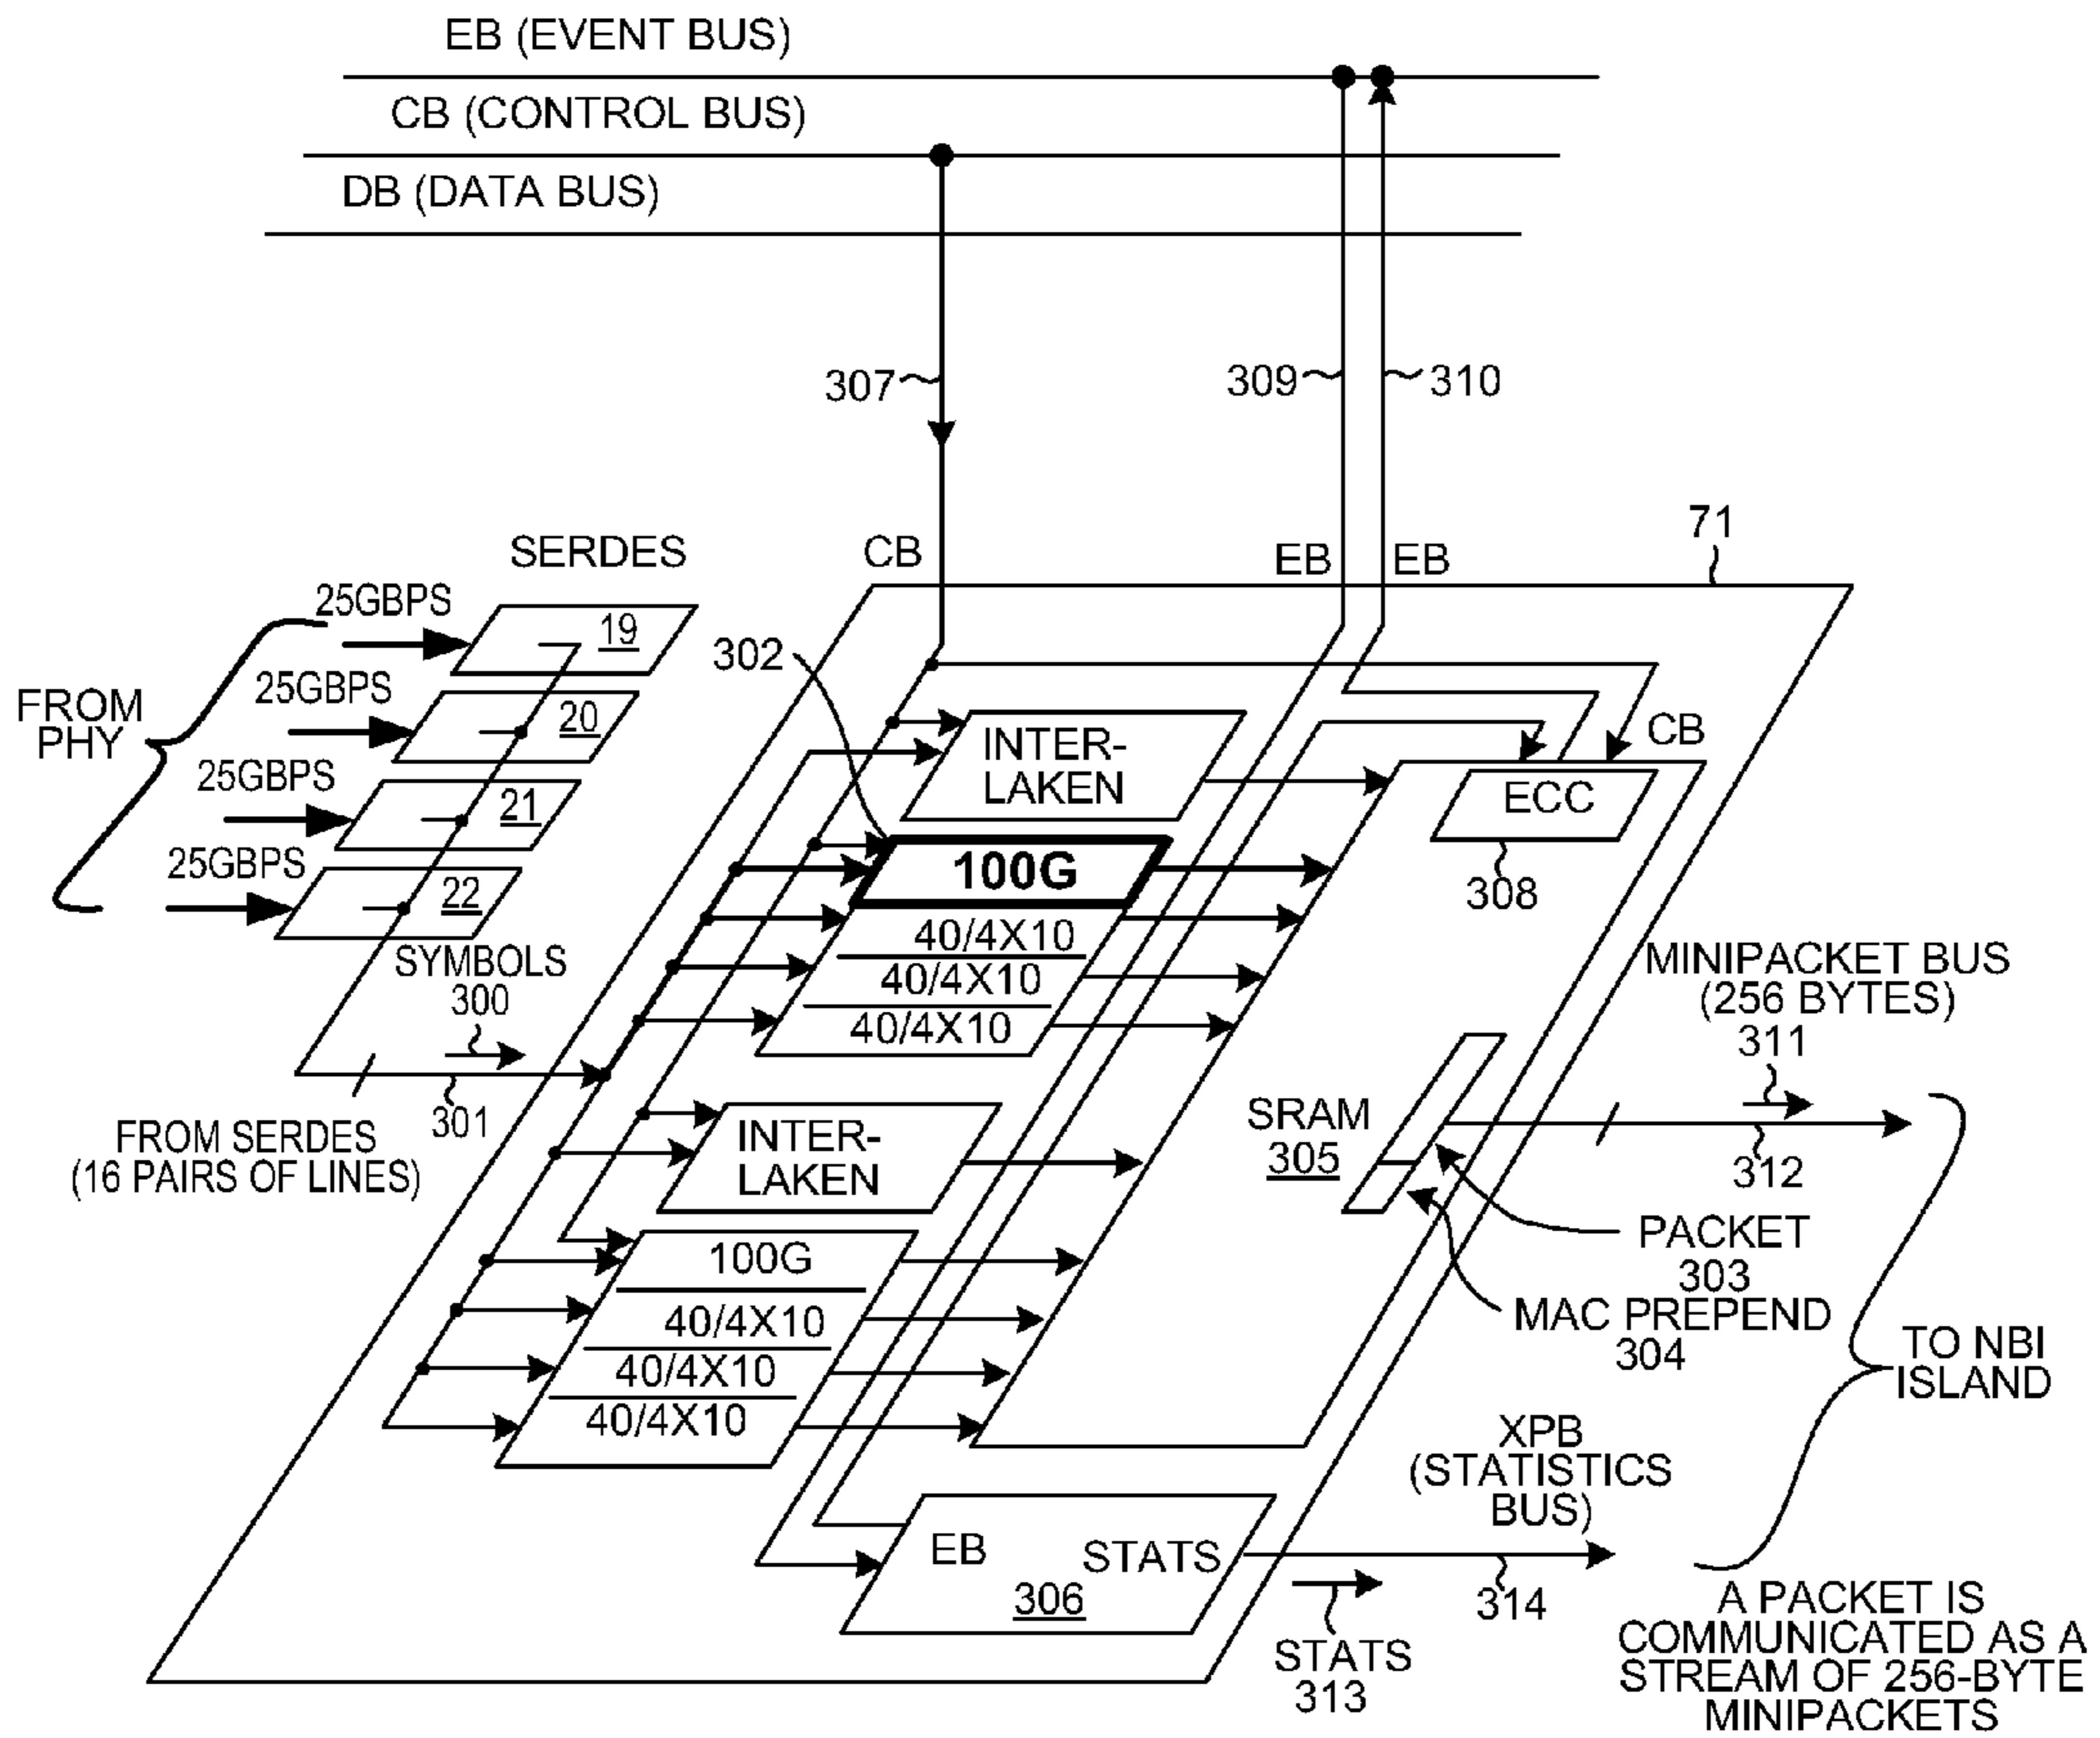 EB (EVENT BUS)
CB (CONTROL BUS)
DB (DATA BUS)
307
309
310
71
SERDES
CB
EB
EB
25GBPS
19
302
25GBPS
20
FROM
PHY
CB
INTER-
LAKEN
25GBPS
21
ECC
308
25GBPS
22
100G
40/4X10
40/4X10
40/4X10
SYMBOLS
300
MINIPACKET BUS
(256 BYTES)
311
301
FROM SERDES
(16 PAIRS OF LINES)
INTER-
LAKEN
SRAM
305
312
PACKET
303
MAC PREPEND
304
100G
40/4X10
40/4X10
40/4X10
TO NBI
ISLAND
XPB
(STATISTICS
BUS)
EB
STATS
306
314
STATS
313
A PACKET IS
COMMUNICATED AS A
STREAM OF 256-BYTE
MINIPACKETS